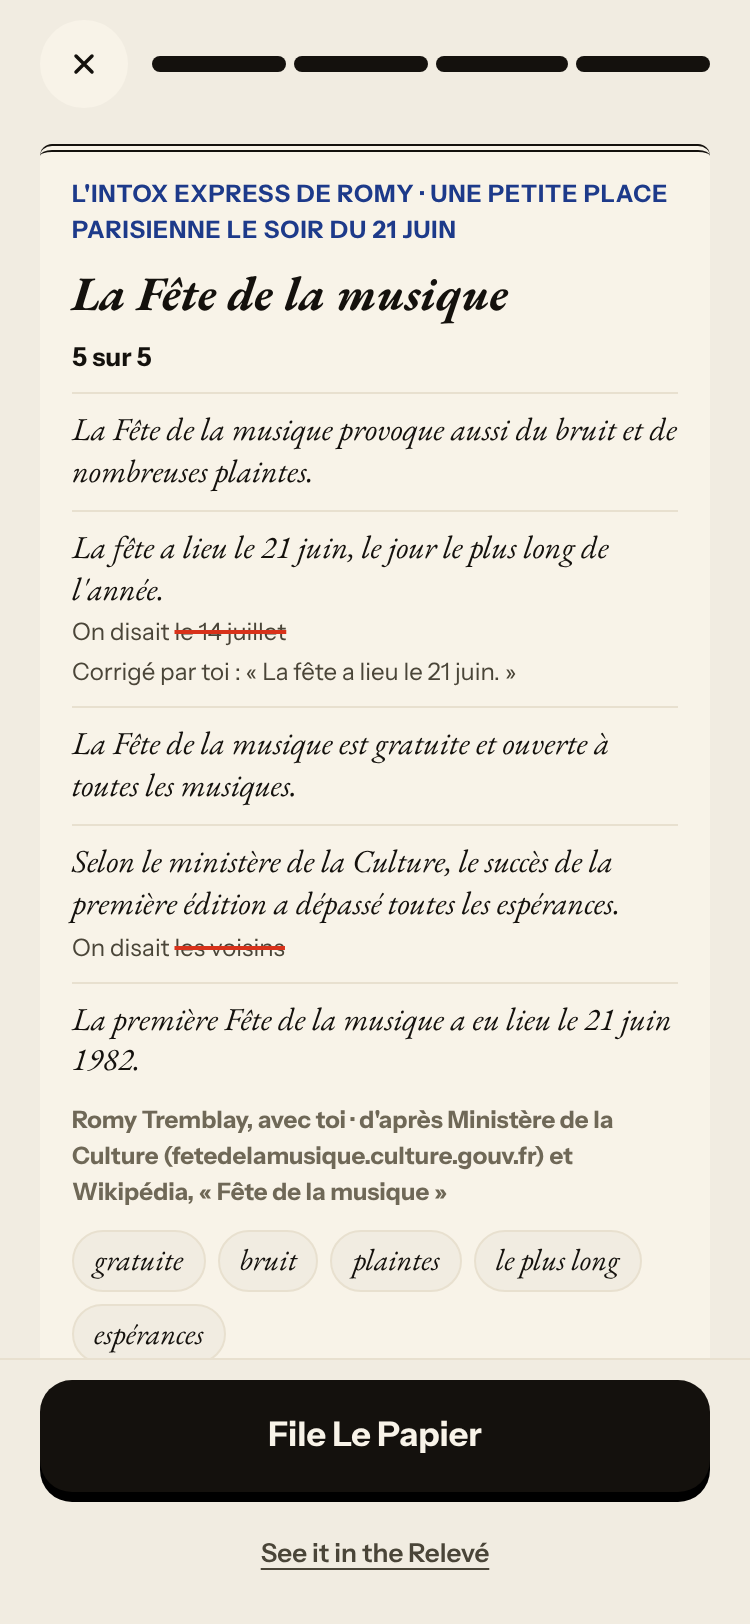 L'INTOX EXPRESS DE ROMY · UNE PETITE PLACE
PARISIENNE LE SOIR DU 21 JUIN
La Fête de la musique
5 sur 5
La Fête de la musique provoque aussi du bruit et de
nombreuses plaintes.
La fête a lieu le 21 juin, le jour le plus long de
l'année.
On disait le 14 juillet
Corrigé par toi : « La fête a lieu le 21 juin. »
La Fête de la musique est gratuite et ouverte à
toutes les musiques.
Selon le ministère de la Culture, le succès de la
première édition a dépassé toutes les espérances.
On disait les voisins
La première Fête de la musique a eu lieu le 21 juin
1982.
Romy Tremblay, avec toi · d'après Ministère de la
Culture (fetedelamusique.culture.gouv.fr) et
Wikipédia, « Fête de la musique »
gratuite bruit plaintes le plus long
espérances
File Le Papier
See it in the Relevé